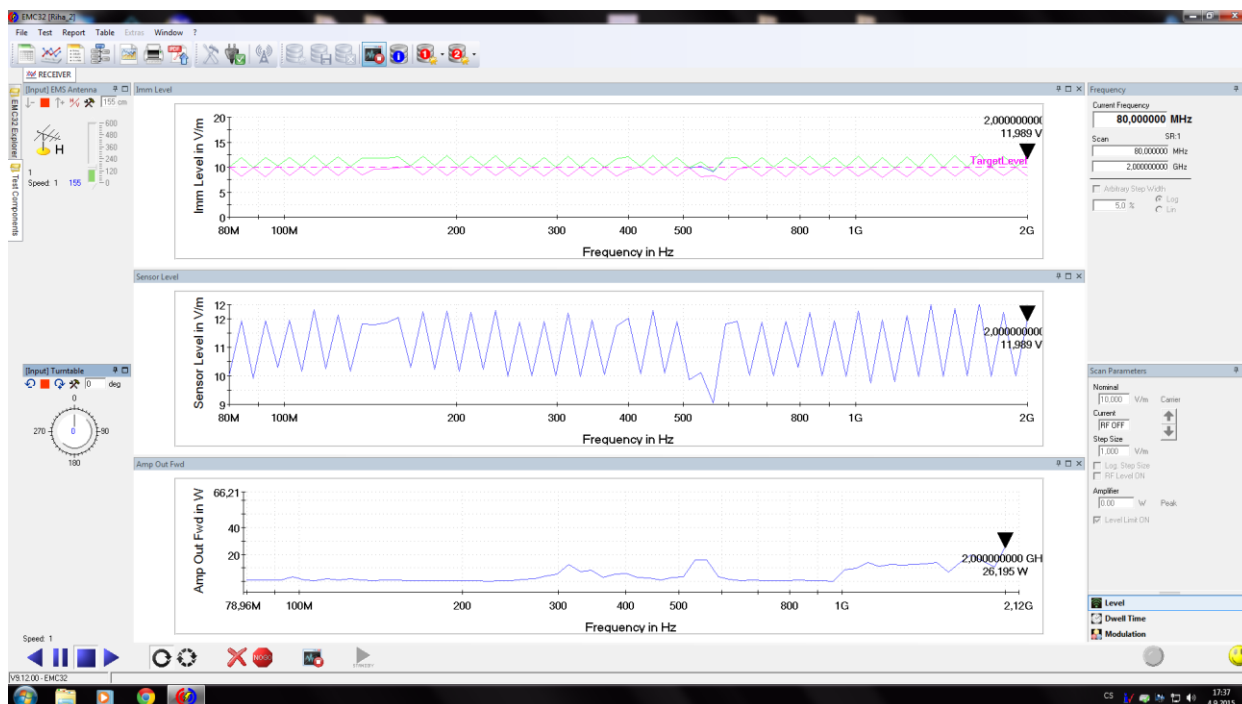 EMC32 [Riha_2]
File Test Report Table Extras Window ?
RECEIVER
EMC32 Explorer
Test Components
[Input] EMS Antenna
155 cm
600
480
360
240
120
0
H
1
Speed: 1 155
Imm Level
Imm Level in V/m
20
15
10
5
0
2,000000000
11,989 V
TargetLevel
80M 100M 200 300 400 500 800 1G 2G
Frequency in Hz
Sensor Level
Sensor Level in V/m
12
12
11
10
9
2,000000000
11,989 V
80M 100M 200 300 400 500 800 1G 2G
Frequency in Hz
[Input] Turntable
0 deg
0
270 0 90
180
Speed: 1
Amp Out Fwd
Amp Out Fwd in W
66,21
40
20
2,000000000 GH
26,195 W
78,96M 100M 200 300 400 500 800 1G 2,12G
Frequency in Hz
Frequency
Current Frequency
80,000000 MHz
Scan SR:1
80,000000 MHz
2,000000 GHz
Arbitrary Step Width
5,0 % Log
Lin
Scan Parameters
Nominal
10,000 V/m Carrier
Current
RF OFF
Step Size
1,000 V/m
Log. Step Size
RF Level ON
Amplifier
0.00 W Peak
Level Limit ON
Level
Dwell Time
Modulation
NOGO
STANDBY
V9.12.00 - EMC32
CS
17:37
4.9.2015